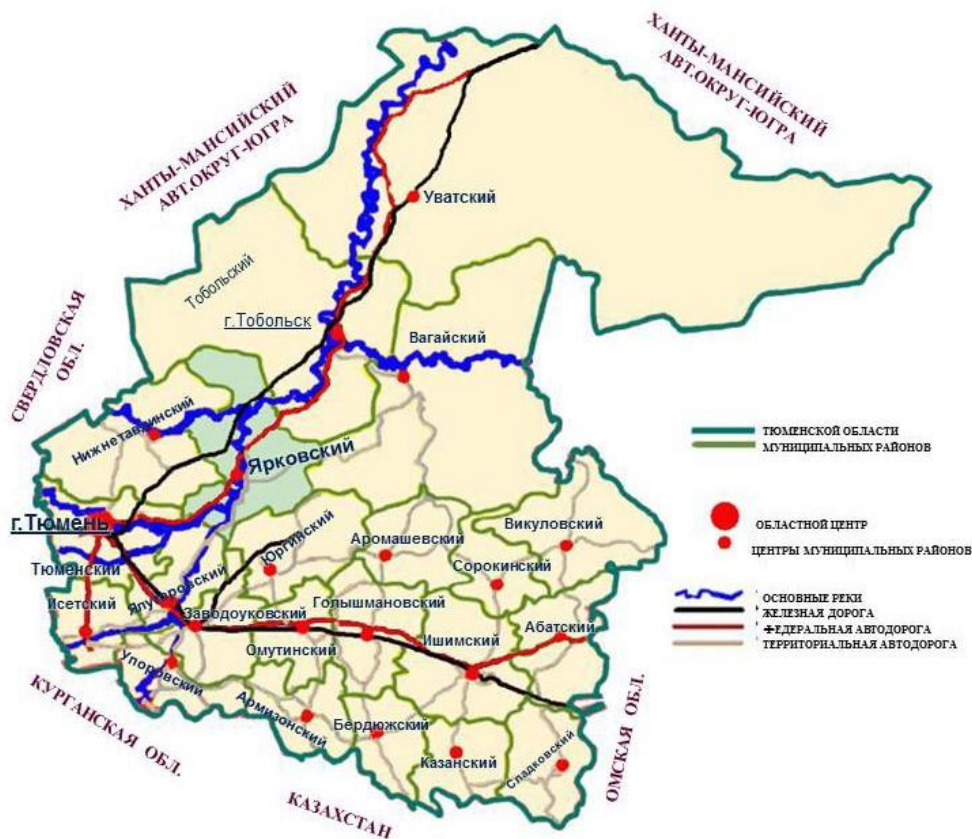 ХАНТЫ-МАНСИЙСКИЙ
АВТ.ОКРУГ-ЮГРА
ХАНТЫ-МАНСИЙСКИЙ
АВТ.ОКРУГ-ЮГРА
Уватский
Тобольский
г.Тобольск
Вагайский
СВЕРДЛОВСКАЯ
ОБЛ.
Нижнетавдинский
Ярковский
ТЮМЕНСКОЙ ОБЛАСТИ
МУНИЦИПАЛЬНЫХ РАЙОНОВ
г.Тюмень
ОБЛАСТНОЙ ЦЕНТР
ЦЕНТРЫ МУНИЦИПАЛЬНЫХ РАЙОНОВ
Викуловский
Юргинский
Аромашевский
Сорокинский
Тюменский
Исетский
Ялуторовский
Заводоуковский
Голышмановский
Омутинский
Ишимский
Абатский
ОСНОВНЫЕ РЕКИ
ЖЕЛЕЗНАЯ ДОРОГА
ФЕДЕРАЛЬНАЯ АВТОДОРОГА
ТЕРРИТОРИАЛЬНАЯ АВТОДОРОГА
Упоровский
Армизонский
Бердюжский
Казанский
Сладковский
КУРГАНСКАЯ ОБЛ.
КАЗАХСТАН
ОМСКАЯ ОБЛ.